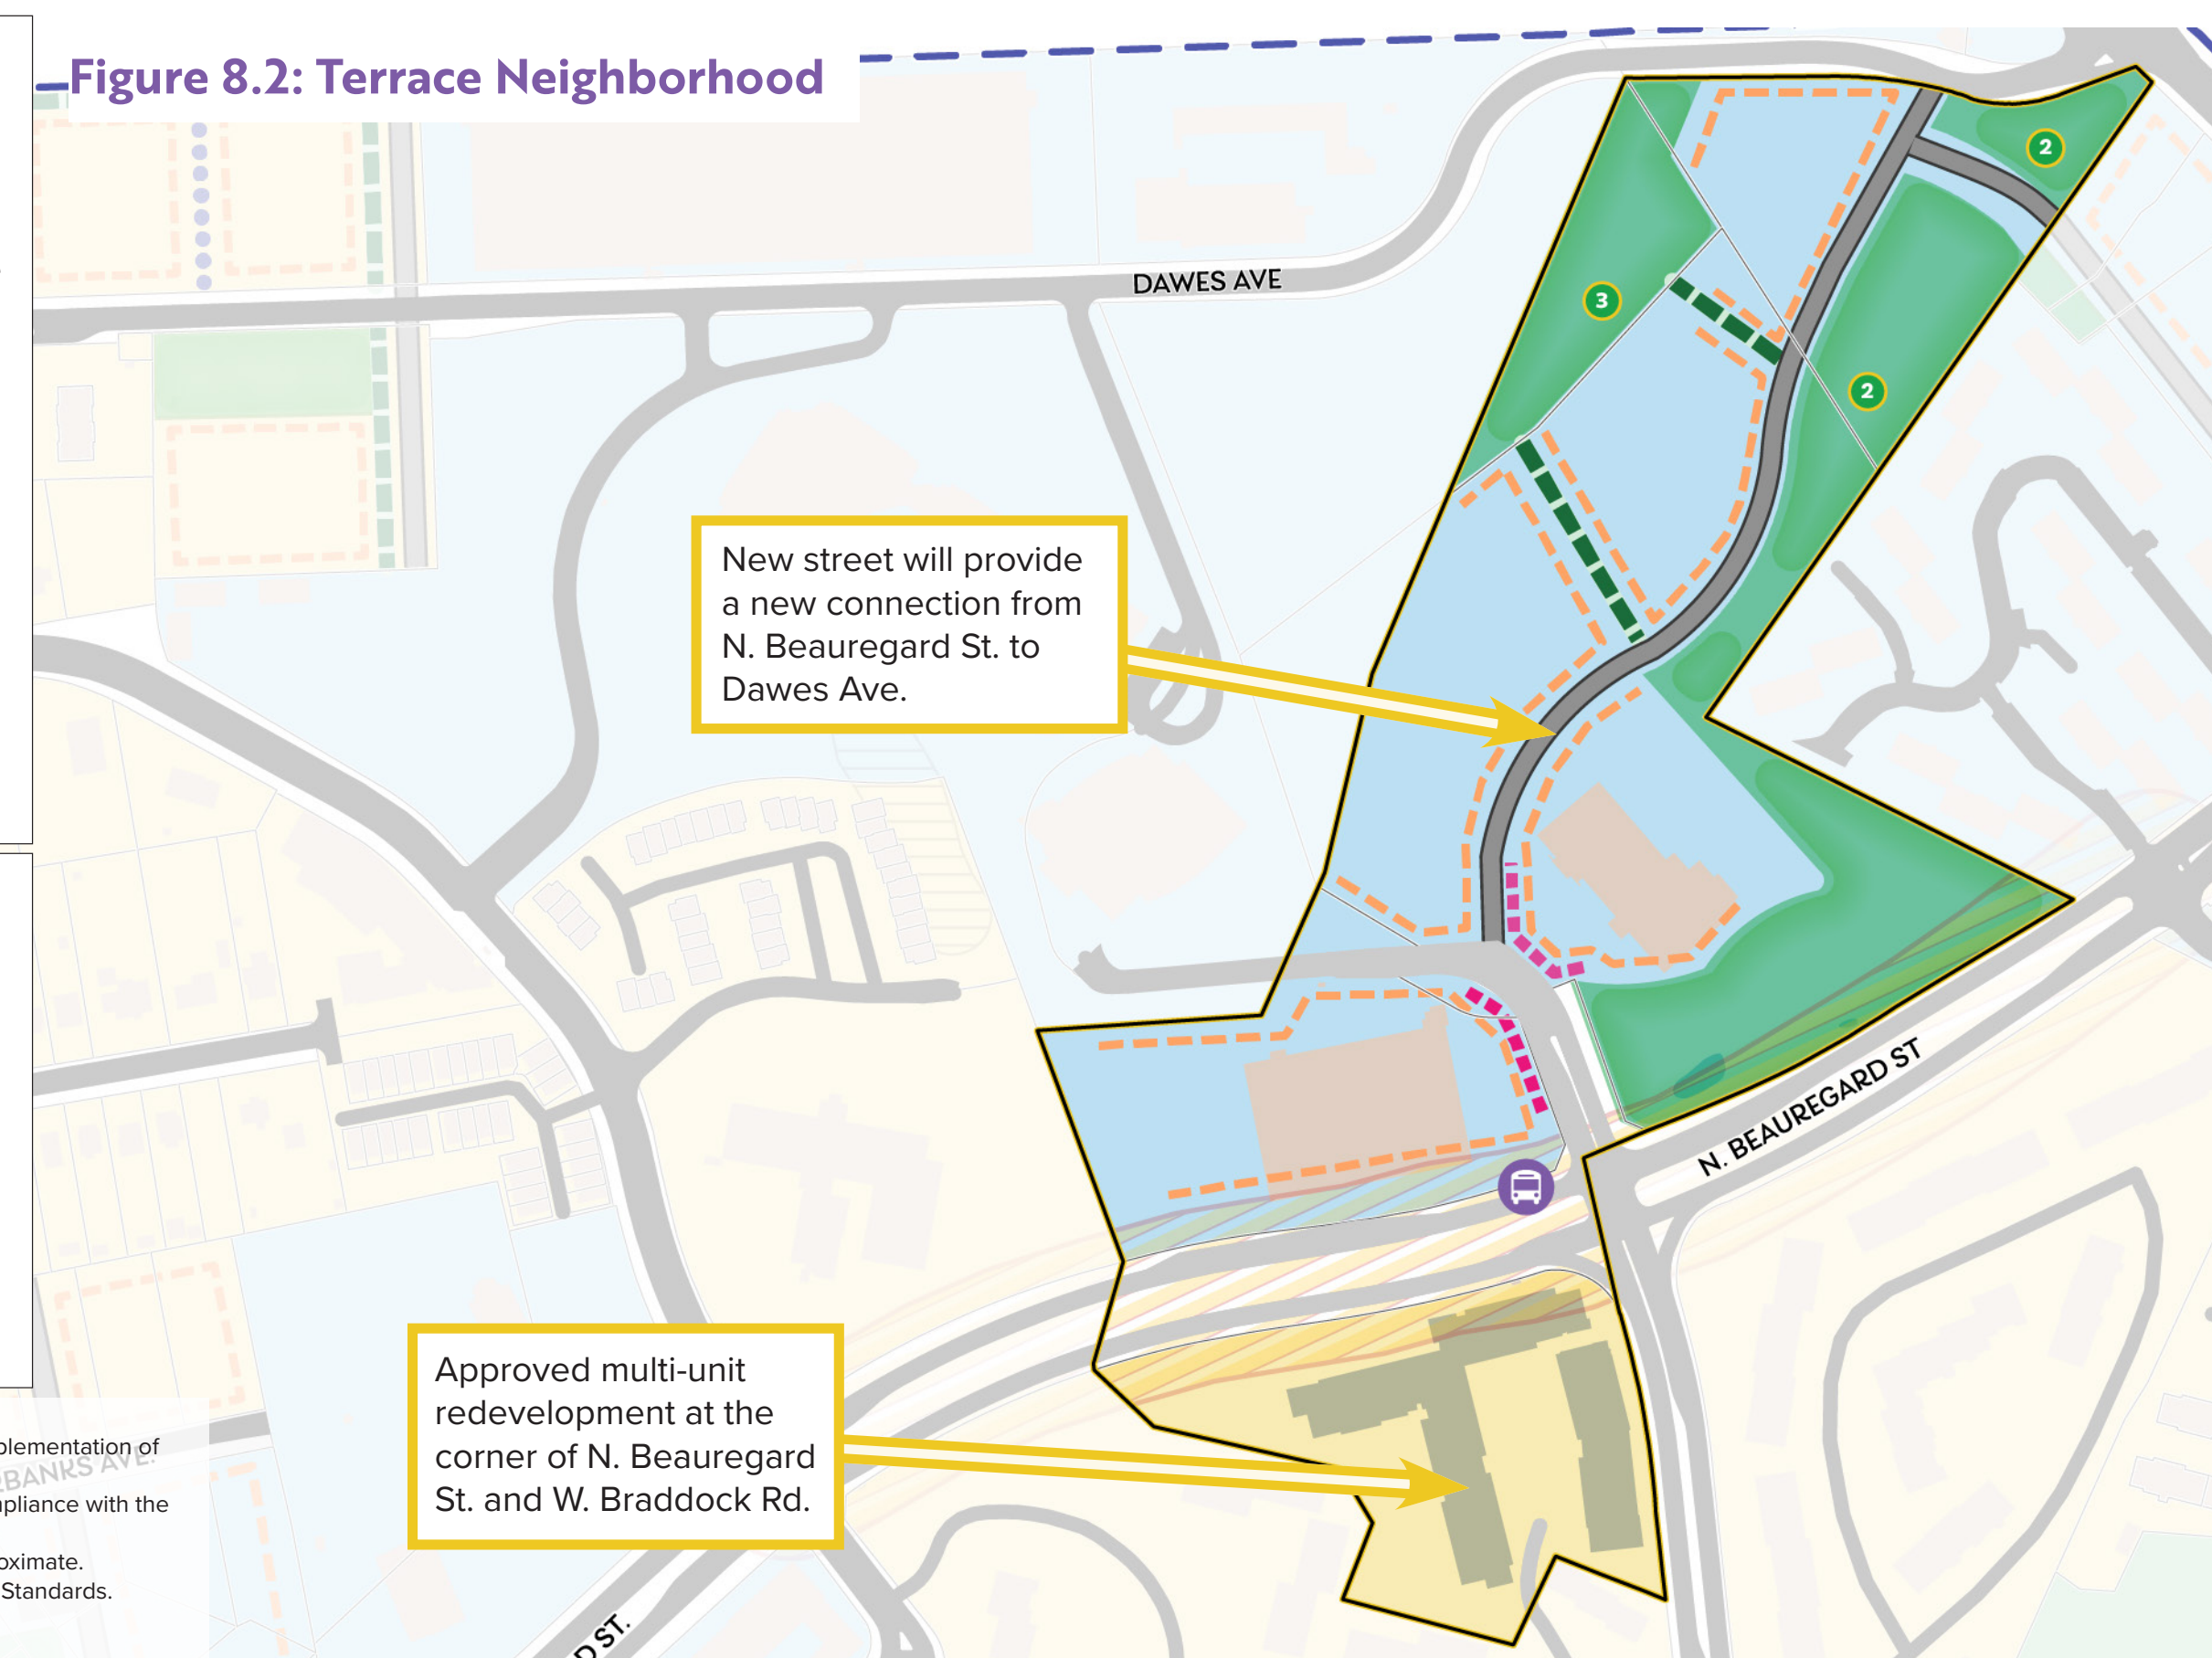 Figure 8.2: Terrace Neighborhood
2
DAWES AVE
3
2
New street will provide
a new connection from
N. Beauregard St. to
Dawes Ave.
N. BEAUREGARD ST
Approved multi-unit
redevelopment at the
corner of N. Beauregard
St. and W. Braddock Rd.
plementation of
BANKS AVE.
pliance with the
oximate.
Standards.
D ST.